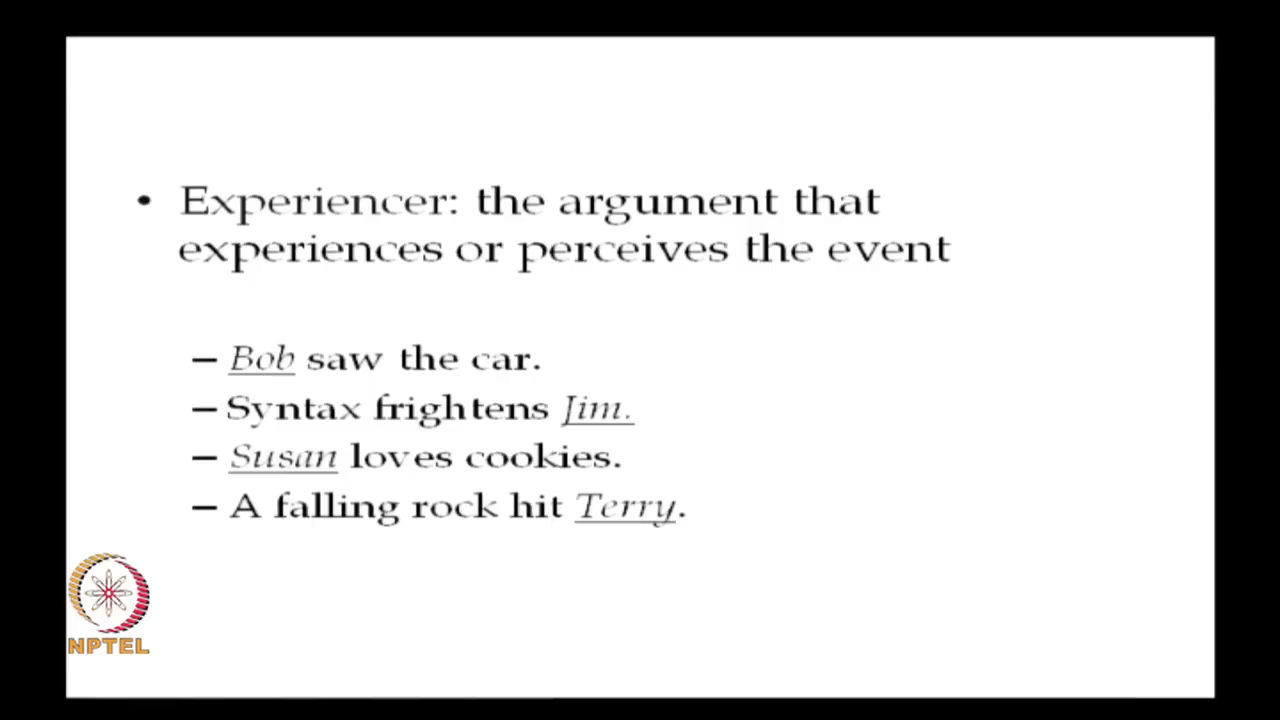 • Experiencer: the argument that
experiences or perceives the event
– Bob saw the car.
– Syntax frightens Jim.
– Susan loves cookies.
– A falling rock hit Terry.
NPTEL